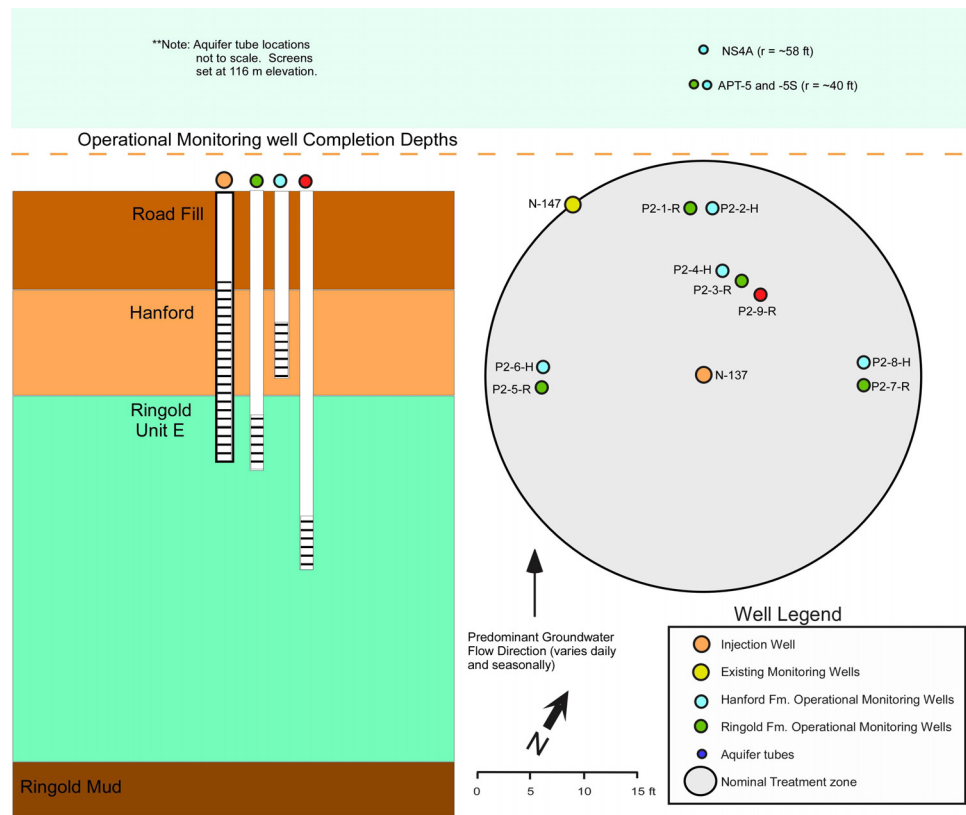 **Note: Aquifer tube locations
not to scale. Screens
set at 116 m elevation.
NS4A (r = ~58 ft)
APT-5 and -5S (r = ~40 ft)
Operational Monitoring well Completion Depths
Road Fill
Hanford
Ringold
Unit E
Ringold Mud
N-147
P2-1-R
P2-2-H
P2-4-H
P2-3-R
P2-9-R
P2-6-H
P2-5-R
N-137
P2-8-H
P2-7-R
Predominant Groundwater
Flow Direction (varies daily
and seasonally)
N
0
5
10
15 ft
Well Legend
Injection Well
Existing Monitoring Wells
Hanford Fm. Operational Monitoring Wells
Ringold Fm. Operational Monitoring Wells
Aquifer tubes
Nominal Treatment zone